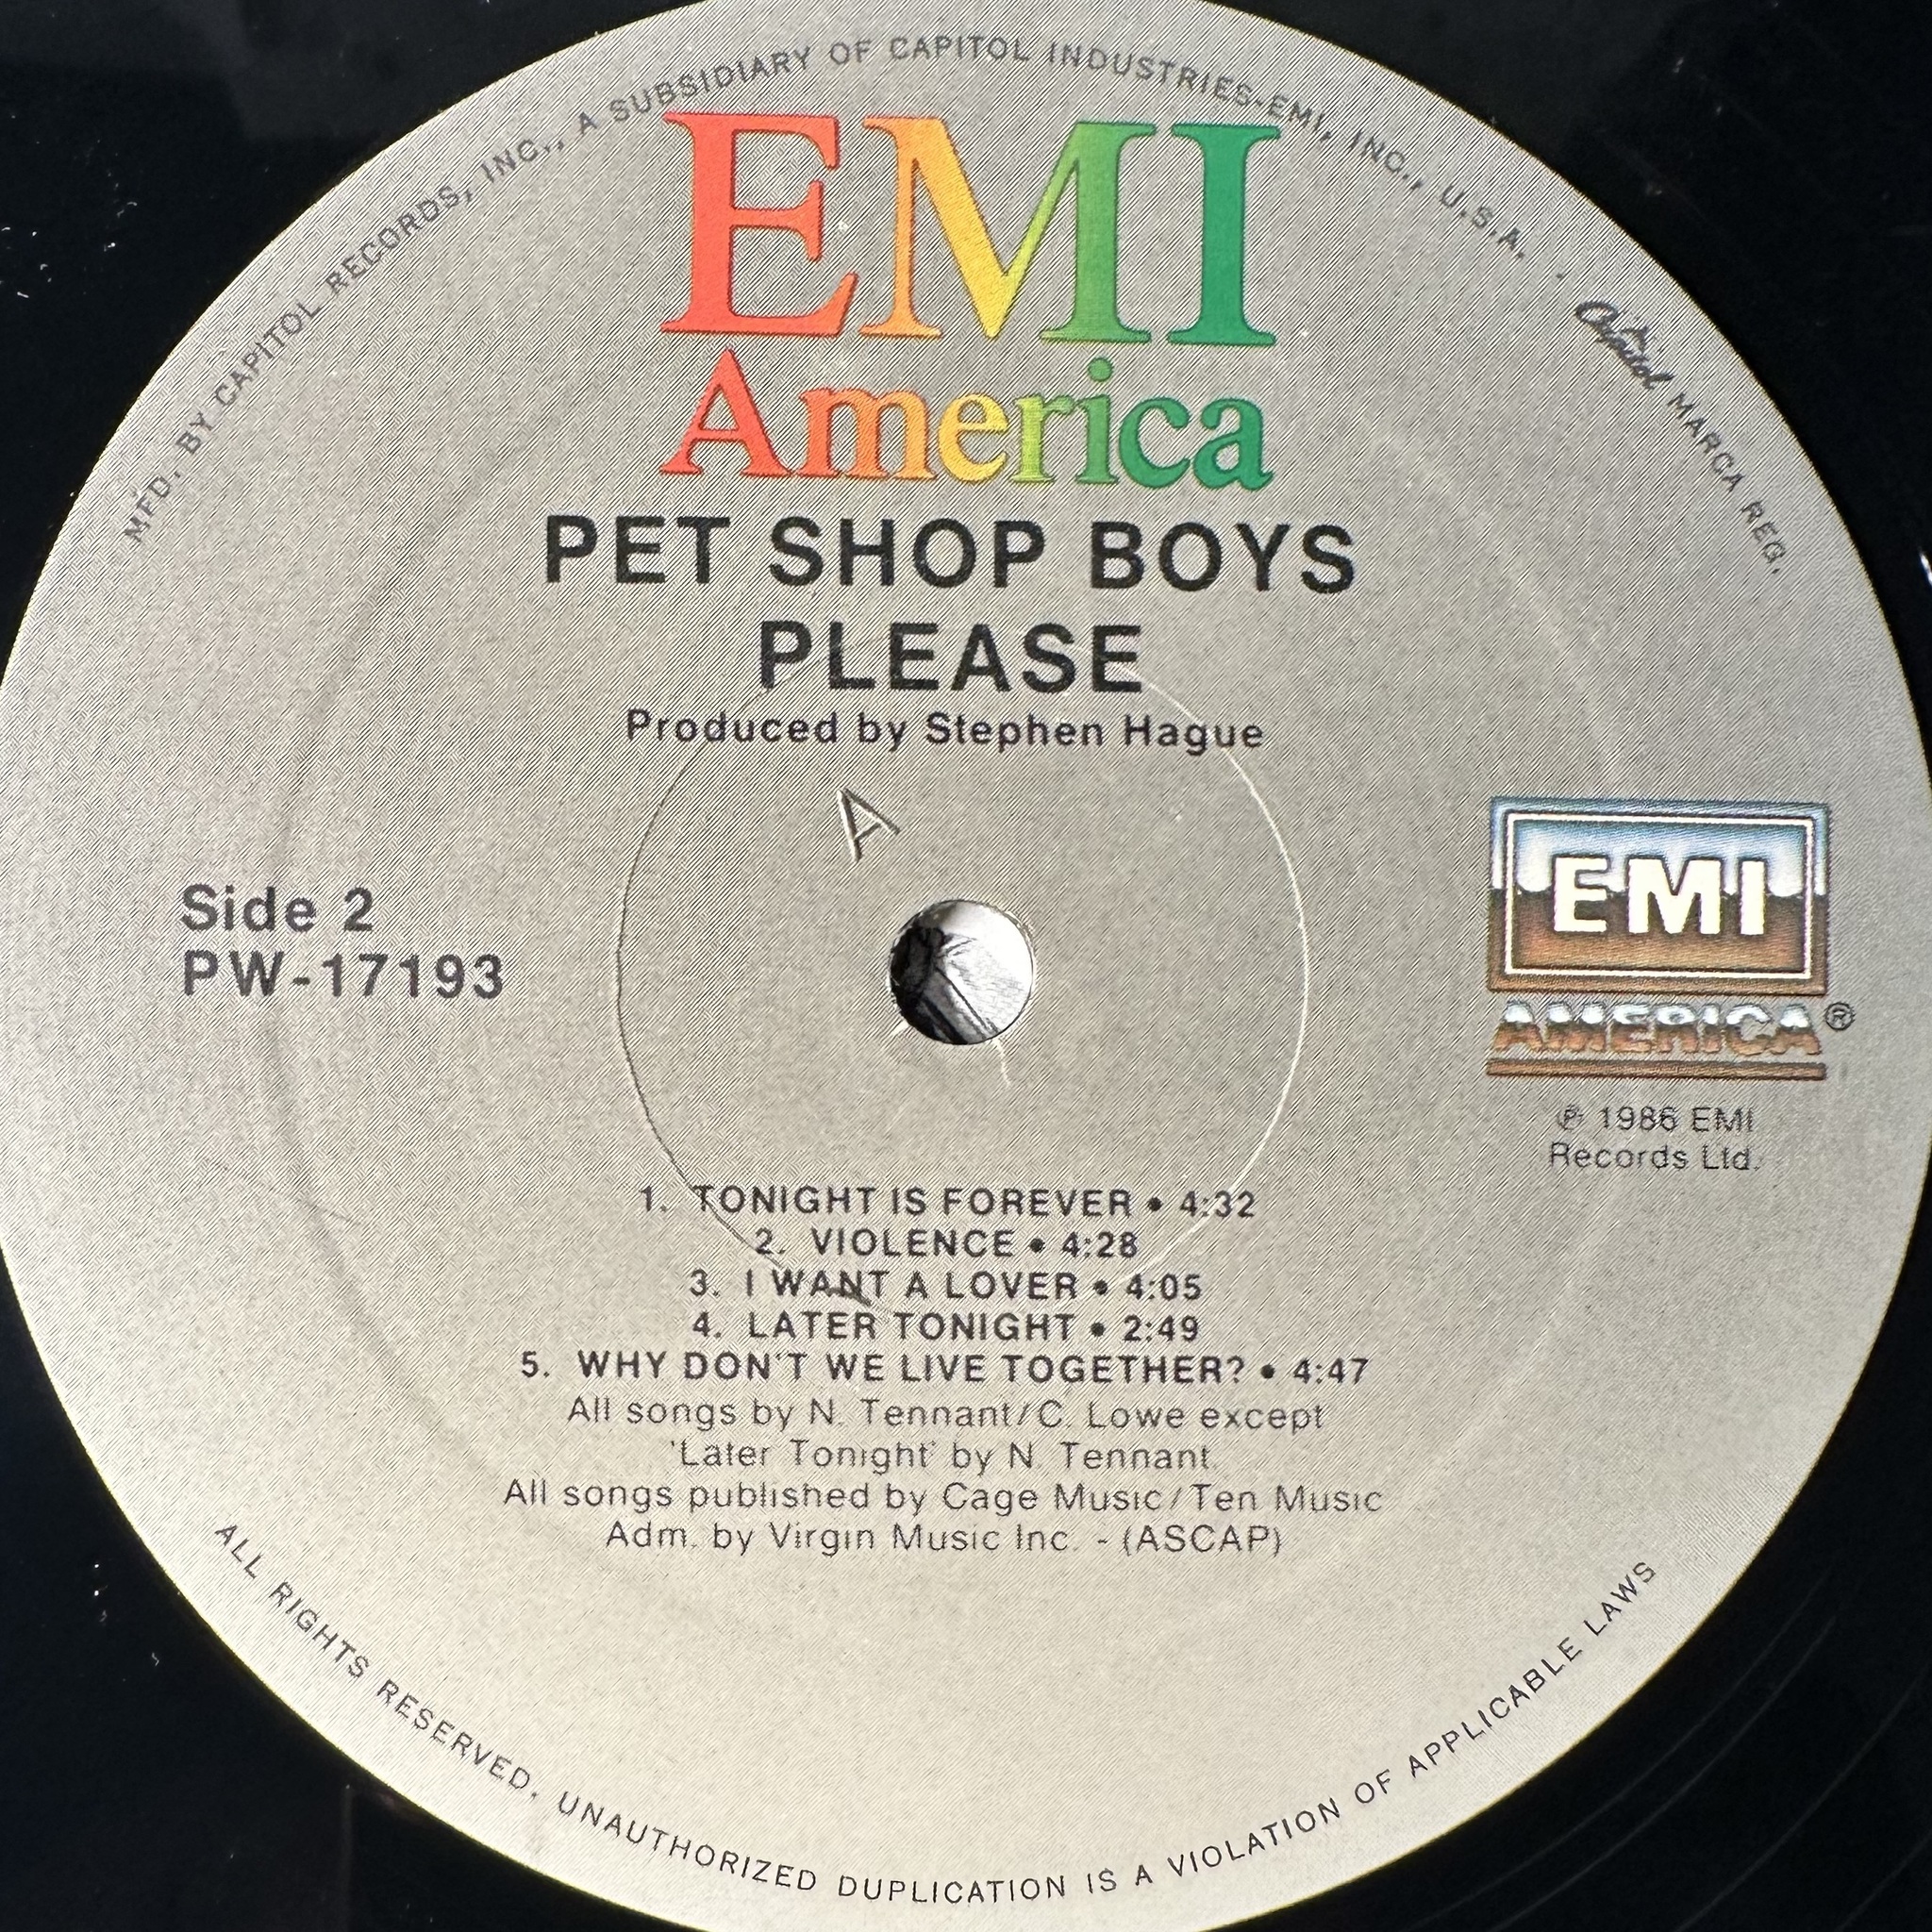 MFD. BY CAPITOL RECORDS, INC., A SUBSIDIARY OF CAPITOL INDUSTRIES-EMI, INC., U.S.A. · Capitol MARCA REG.
EMI
America
PET SHOP BOYS
PLEASE
Produced by Stephen Hague
A
Side 2
PW-17193
EMI
AMERICA®
℗ 1986 EMI
Records Ltd.
1. TONIGHT IS FOREVER • 4:32
2. VIOLENCE • 4:28
3. I WANT A LOVER • 4:05
4. LATER TONIGHT • 2:49
5. WHY DON'T WE LIVE TOGETHER? • 4:47
All songs by N. Tennant/C. Lowe except
'Later Tonight' by N. Tennant.
All songs published by Cage Music/Ten Music
Adm. by Virgin Music Inc. - (ASCAP)
ALL RIGHTS RESERVED. UNAUTHORIZED DUPLICATION IS A VIOLATION OF APPLICABLE LAWS